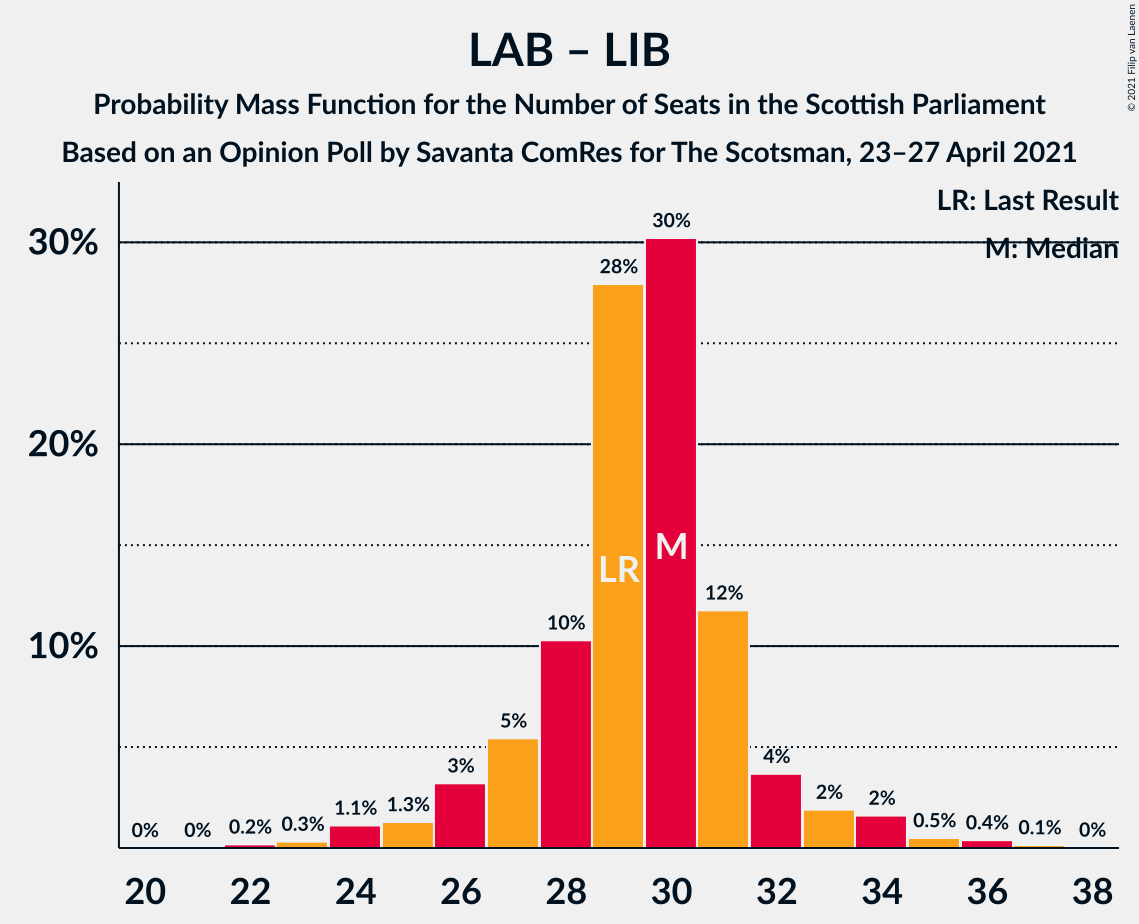 LAB – LIB
Probability Mass Function for the Number of Seats in the Scottish Parliament
Based on an Opinion Poll by Savanta ComRes for The Scotsman, 23–27 April 2021
© 2021 Filip van Laenen
LR: Last Result
M: Median
30%
20%
10%
0%
0%
0.2%
0.3%
1.1%
1.3%
3%
5%
10%
28%
30%
12%
4%
2%
2%
0.5%
0.4%
0.1%
0%
LR
M
20 22 24 26 28 30 32 34 36 38